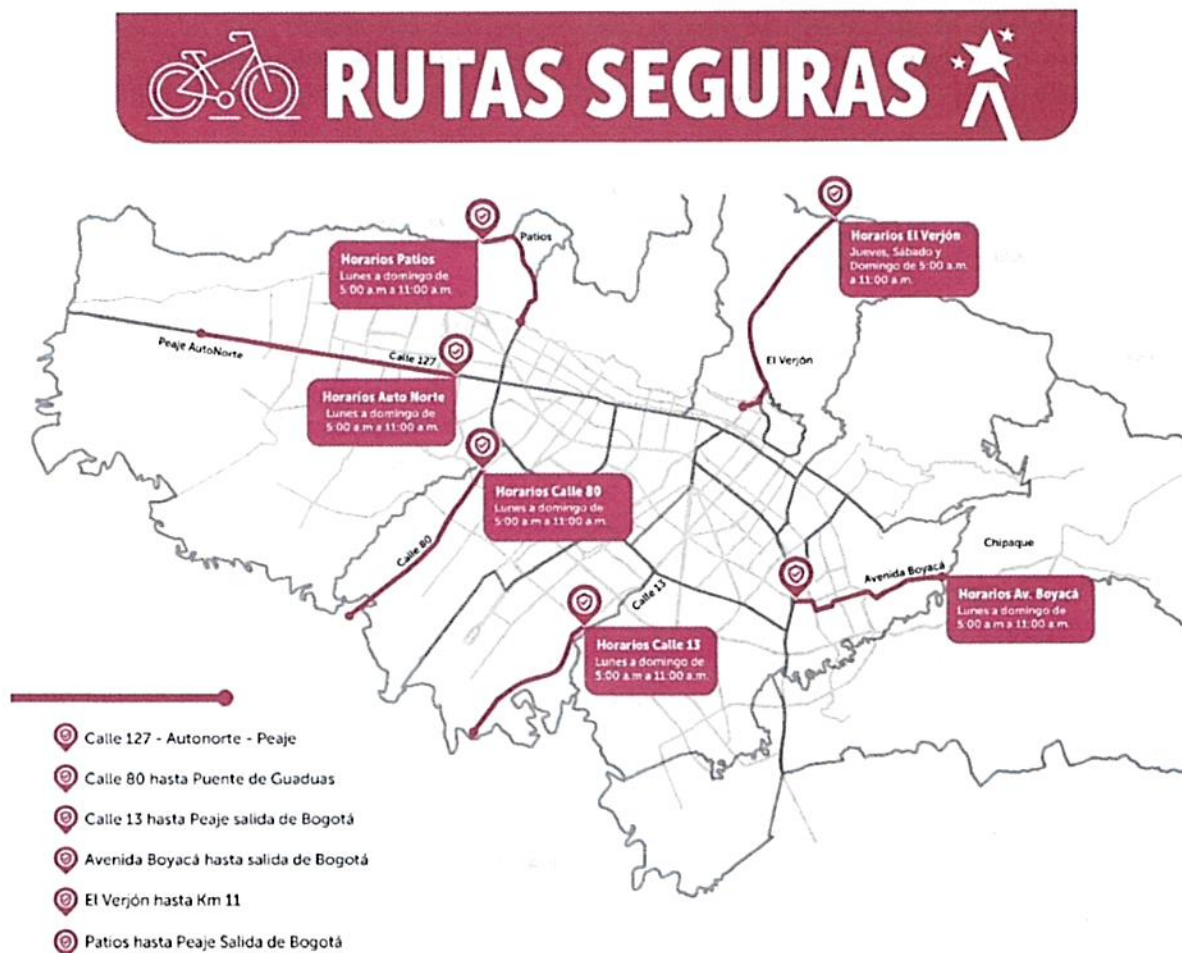 RUTAS SEGURAS
Horarios Patios
Lunes a domingo de
5:00 a.m a 11:00 a.m.
Patios
Horarios El Verjón
Jueves, Sábado y
Domingo de 5:00 a.m.
a 11:00 a.m.
Peaje AutoNorte
Calle 127
El Verjón
Horarios Auto Norte
Lunes a domingo de
5:00 a.m a 11:00 a.m.
Horarios Calle 80
Lunes a domingo de
5:00 a.m a 11:00 a.m.
Calle 80
Chipaque
Avenida Boyacá
Calle 13
Horarios Av. Boyacá
Lunes a domingo de
5:00 a.m a 11:00 a.m.
Horarios Calle 13
Lunes a domingo de
5:00 a.m a 11:00 a.m.
Calle 127 - Autonorte - Peaje
Calle 80 hasta Puente de Guaduas
Calle 13 hasta Peaje salida de Bogotá
Avenida Boyacá hasta salida de Bogotá
El Verjón hasta Km 11
Patios hasta Peaje Salida de Bogotá